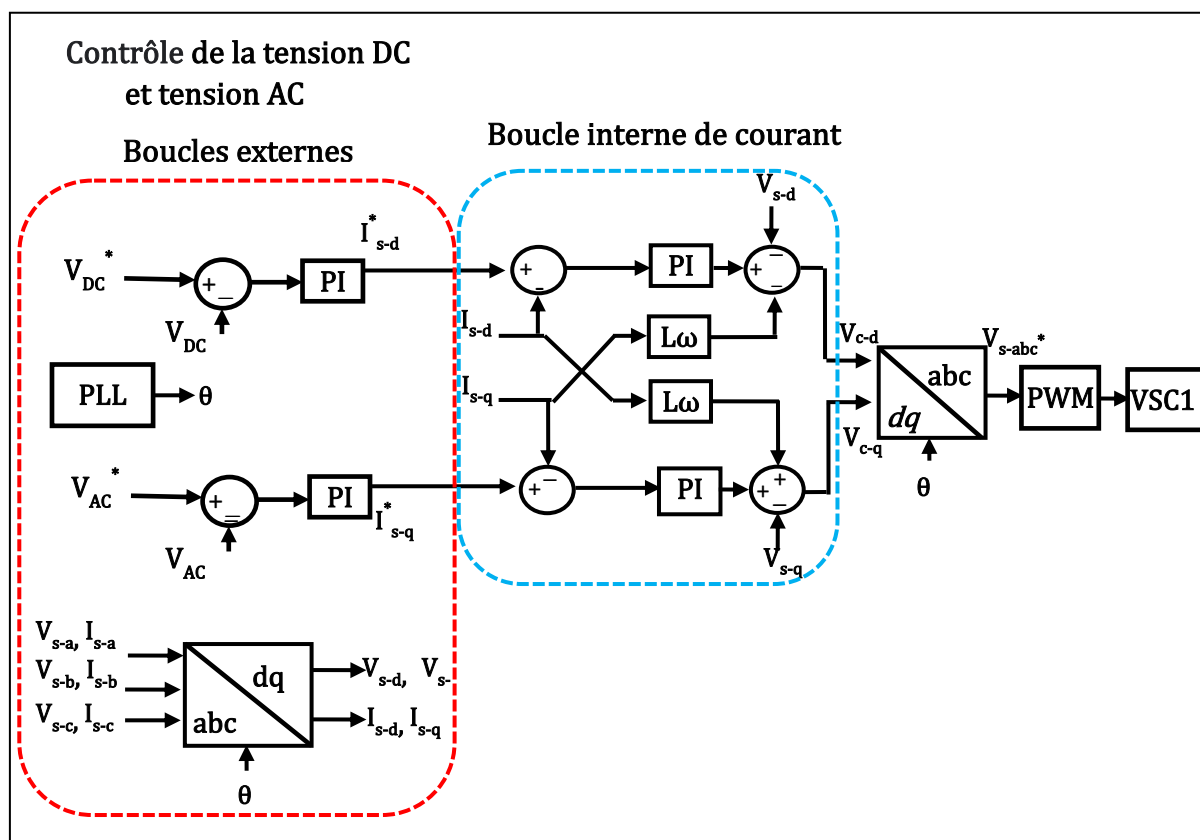 Contrôle de la tension DC
et tension AC
Boucles externes
Boucle interne de courant
V_DC*
+
−
V_DC
PI
I*_s-d
PLL
θ
V_AC*
+
−
V_AC
PI
I*_s-q
V_s-a, I_s-a
V_s-b, I_s-b
V_s-c, I_s-c
dq
abc
θ
V_s-d, V_s-
I_s-d, I_s-q
+
-
PI
V_s-d
+
−
-
I_s-d
I_s-q
Lω
Lω
+
−
PI
+
+
−
V_s-q
V_c-d
V_c-q
abc
dq
θ
V_s-abc*
PWM
VSC1